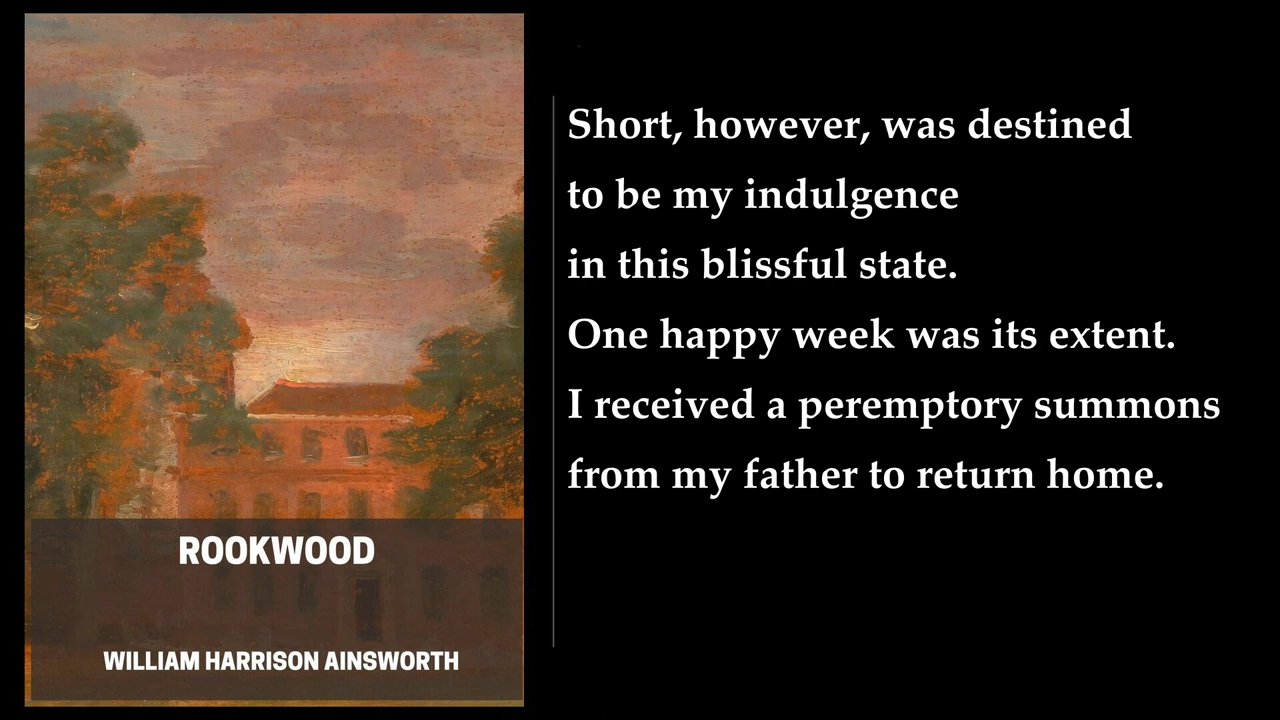 ROOKWOOD
WILLIAM HARRISON AINSWORTH
Short, however, was destined
to be my indulgence
in this blissful state.
One happy week was its extent.
I received a peremptory summons
from my father to return home.